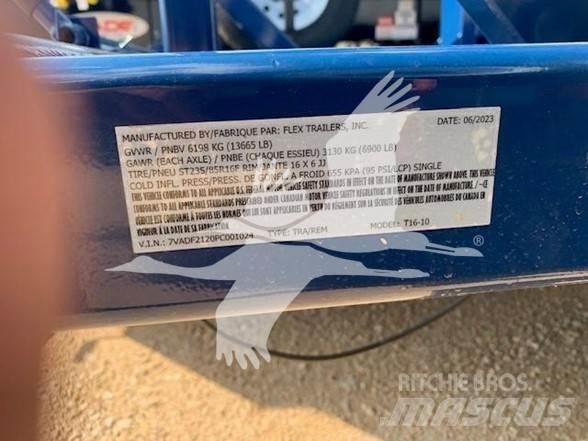 ADE
MANUFACTURED BY/FABRIQUE PAR: FLEX TRAILERS, INC.
DATE: 06/2023
GVWR / PNBV 6198 KG (13665 LB)
GAWR (EACH AXLE) / PNBE (CHAQUE ESSIEU) 3130 KG (6900 LB)
TIRE/PNEU ST235/85R16F RIM/JANTE 16 X 6 JJ
COLD INFL. PRESS./PRESS. DE GONFL. A FROID 655 KPA (95 PSI/LCP) SINGLE
V.I.N.: 7VADF2120PC001024
TYPE: TRA/REM
MODEL: T16-10
®
RITCHIE BROS.
MASCUS